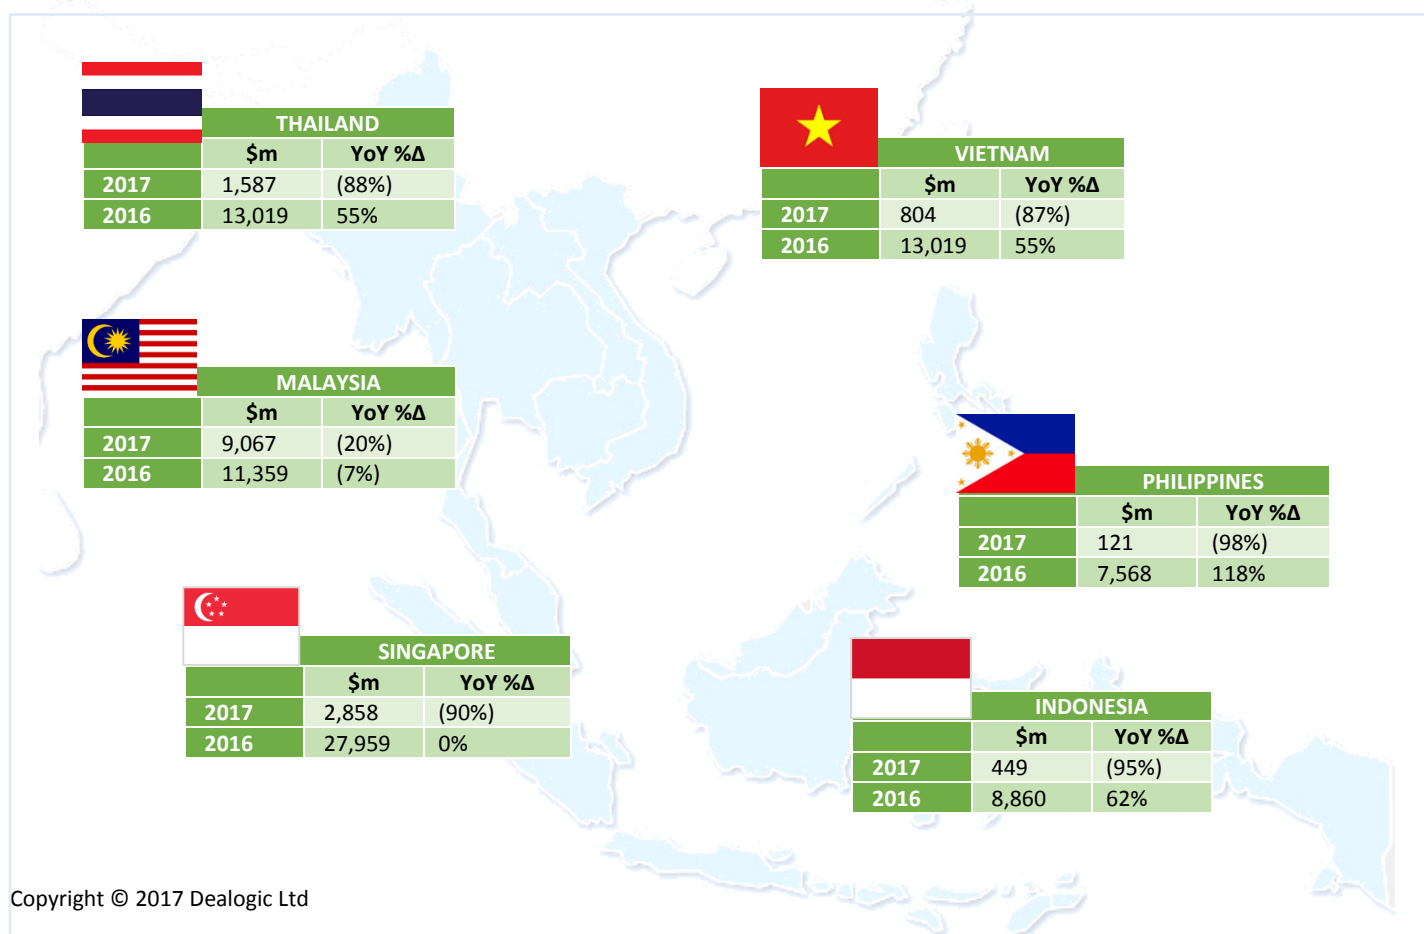 THAILAND
$m YoY %Δ
2017 1,587 (88%)
2016 13,019 55%
VIETNAM
$m YoY %Δ
2017 804 (87%)
2016 13,019 55%
MALAYSIA
$m YoY %Δ
2017 9,067 (20%)
2016 11,359 (7%)
PHILIPPINES
$m YoY %Δ
2017 121 (98%)
2016 7,568 118%
SINGAPORE
$m YoY %Δ
2017 2,858 (90%)
2016 27,959 0%
INDONESIA
$m YoY %Δ
2017 449 (95%)
2016 8,860 62%
Copyright © 2017 Dealogic Ltd